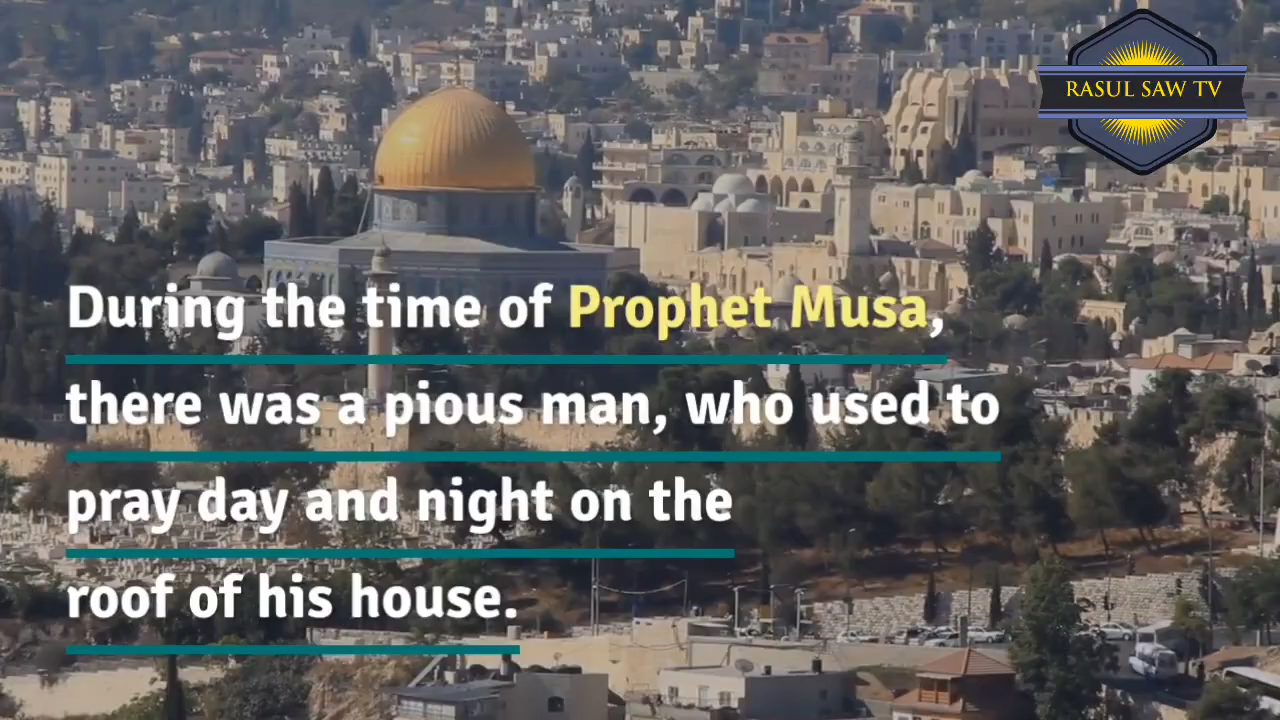 RASUL SAW TV
During the time of Prophet Musa,
there was a pious man, who used to
pray day and night on the
roof of his house.